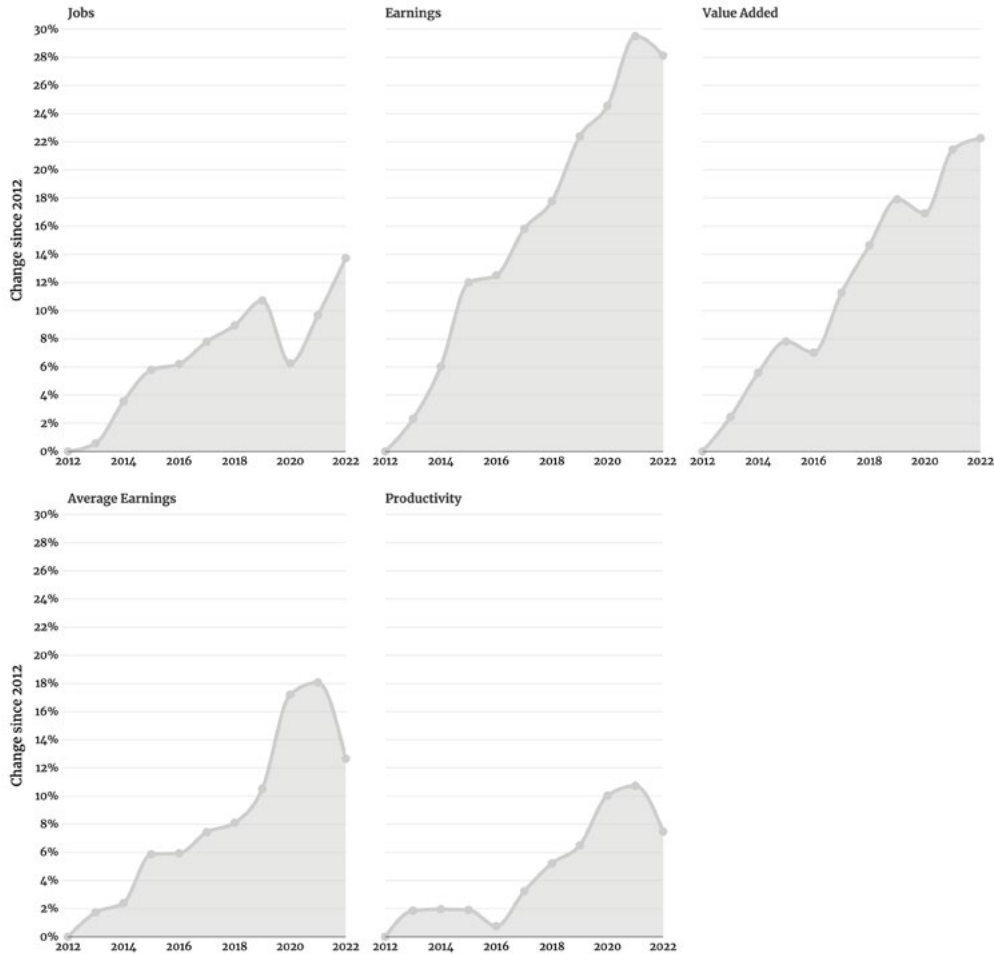 Jobs
Earnings
Value Added
Change since 2012
30%
28%
26%
24%
22%
20%
18%
16%
14%
12%
10%
8%
6%
4%
2%
0%
2012 2014 2016 2018 2020 2022
2012 2014 2016 2018 2020 2022
2012 2014 2016 2018 2020 2022
Average Earnings
Productivity
Change since 2012
30%
28%
26%
24%
22%
20%
18%
16%
14%
12%
10%
8%
6%
4%
2%
0%
2012 2014 2016 2018 2020 2022
2012 2014 2016 2018 2020 2022